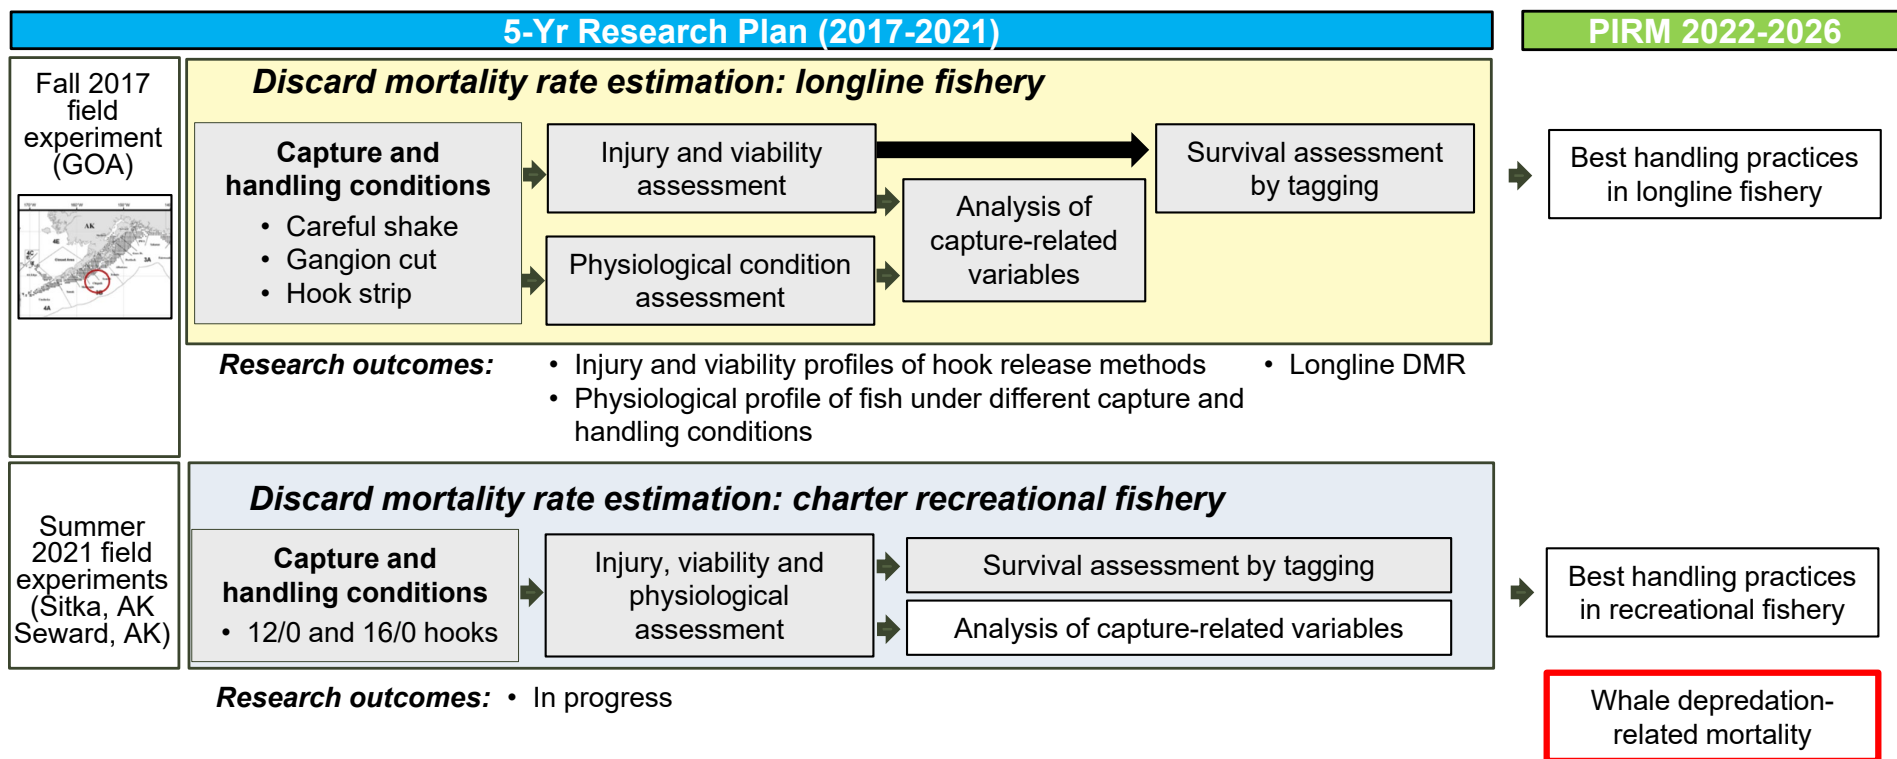 5-Yr Research Plan (2017-2021)
PIRM 2022-2026
Fall 2017
field
experiment
(GOA)
AK
4E
3A
4A
Discard mortality rate estimation: longline fishery
Capture and
handling conditions
• Careful shake
• Gangion cut
• Hook strip
Injury and viability
assessment
Physiological condition
assessment
Analysis of
capture-related
variables
Survival assessment
by tagging
Best handling practices
in longline fishery
Research outcomes:
• Injury and viability profiles of hook release methods
• Physiological profile of fish under different capture and
handling conditions
• Longline DMR
Summer
2021 field
experiments
(Sitka, AK
Seward, AK)
Discard mortality rate estimation: charter recreational fishery
Capture and
handling conditions
• 12/0 and 16/0 hooks
Injury, viability and
physiological
assessment
Survival assessment by tagging
Analysis of capture-related variables
Best handling practices
in recreational fishery
Research outcomes: • In progress
Whale depredation-
related mortality